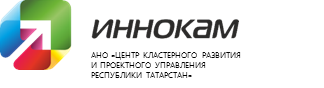 ИННОКАМ
АНО «ЦЕНТР КЛАСТЕРНОГО РАЗВИТИЯ
И ПРОЕКТНОГО УПРАВЛЕНИЯ
РЕСПУБЛИКИ ТАТАРСТАН»